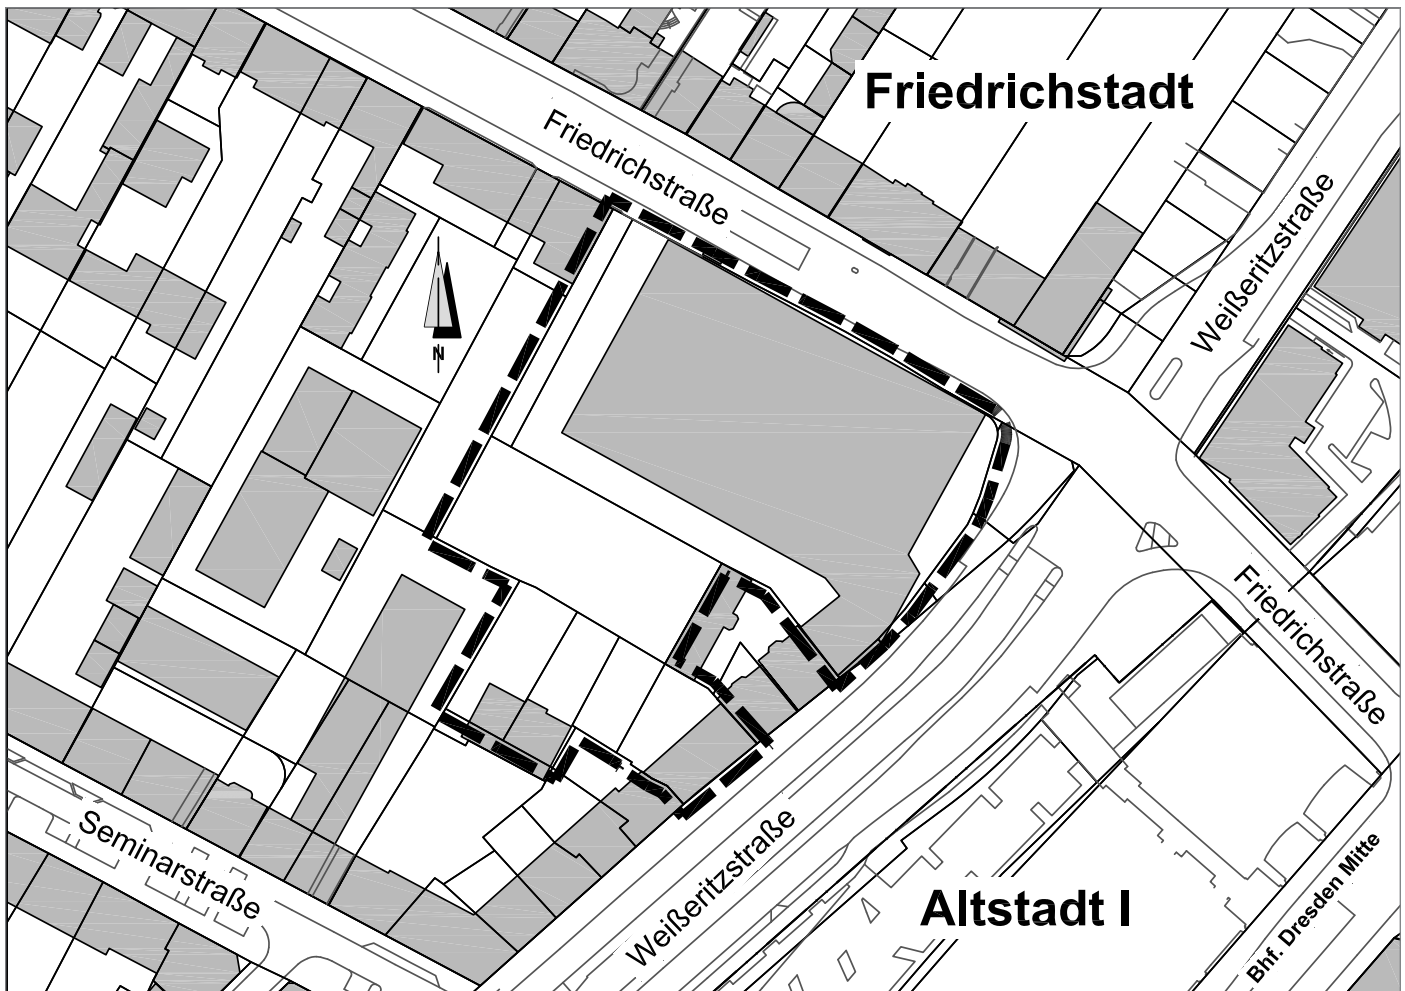 Friedrichstadt
Friedrichstraße
Weißeritzstraße
N
Friedrichstraße
Seminarstraße
Weißeritzstraße
Altstadt I
Bhf. Dresden Mitte